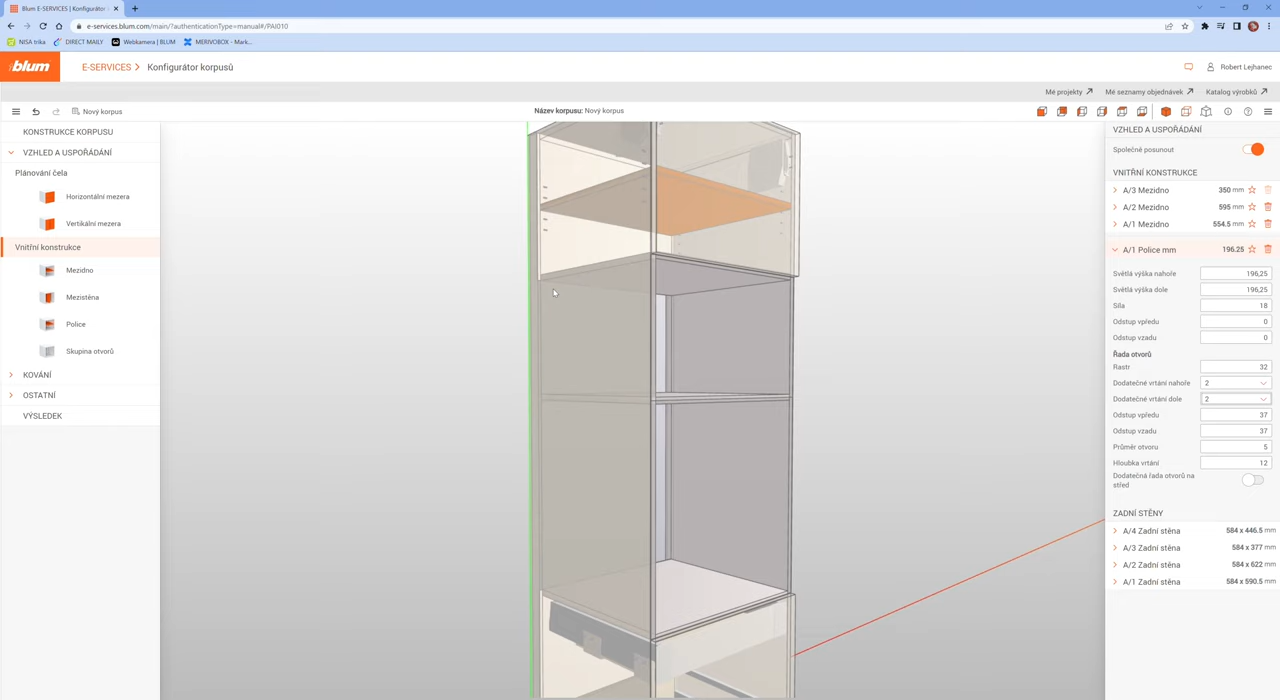 Blum E-SERVICES | Konfigurátor k
e-services.blum.com/main/?authenticationType=manual#/PAI010
NISA trika
DIRECT MAILY
Webkamera | BLUM
MERIVOBOX - Mark...
blum
E-SERVICES
Konfigurátor korpusů
Robert Lejhanec
Mé projekty
Mé seznamy objednávek
Katalog výrobků
Nový korpus
Název korpusu: Nový korpus
KONSTRUKCE KORPUSU
VZHLED A USPOŘÁDÁNÍ
Plánování čela
Horizontální mezera
Vertikální mezera
Vnitřní konstrukce
Mezidno
Mezistěna
Police
Skupina otvorů
KOVÁNÍ
OSTATNÍ
VÝSLEDEK
VZHLED A USPOŘÁDÁNÍ
Společně posunout
VNITŘNÍ KONSTRUKCE
A/3 Mezidno 350 mm
A/2 Mezidno 595 mm
A/1 Mezidno 554.5 mm
A/1 Police mm 196.25
Světlá výška nahoře 196,25
Světlá výška dole 196,25
Síla 18
Odstup vpředu 0
Odstup vzadu 0
Řada otvorů
Rastr 32
Dodatečné vrtání nahoře 2
Dodatečné vrtání dole 2
Odstup vpředu 37
Odstup vzadu 37
Průměr otvoru 5
Hloubka vrtání 12
Dodatečná řada otvorů na
střed
ZADNÍ STĚNY
A/4 Zadní stěna 584 x 446.5 mm
A/3 Zadní stěna 584 x 377 mm
A/2 Zadní stěna 584 x 622 mm
A/1 Zadní stěna 584 x 590.5 mm